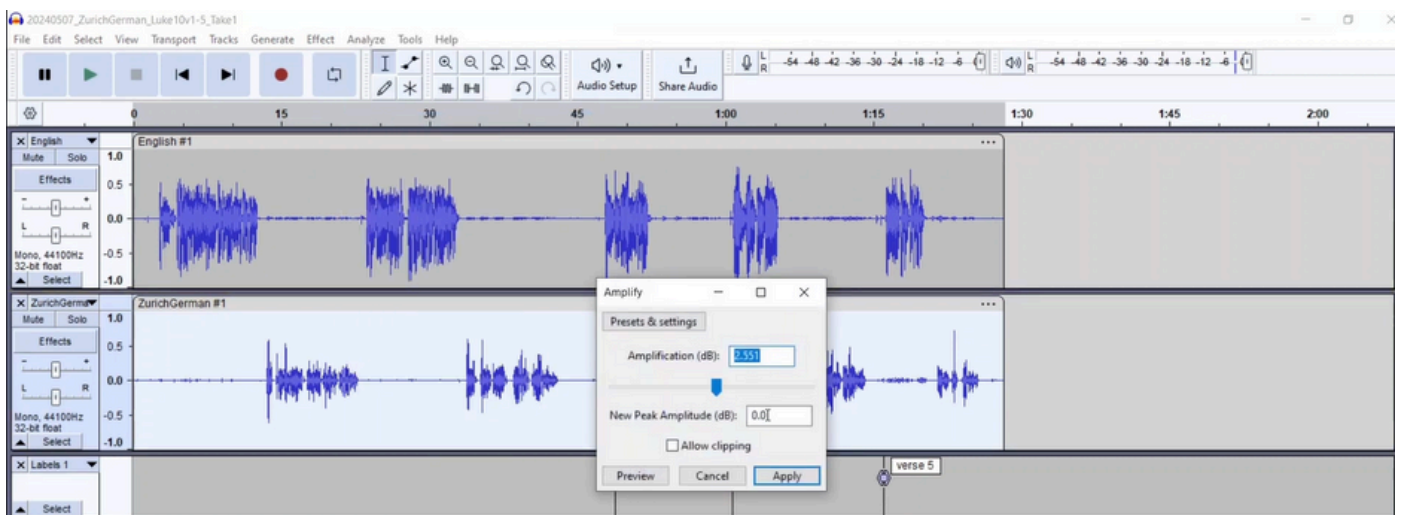 20240507_ZurichGerman_Luke10v1-5_Take1
File Edit Select View Transport Tracks Generate Effect Analyze Tools Help
L R -54 -48 -42 -36 -30 -24 -18 -12 -6
L R -54 -48 -42 -36 -30 -24 -18 -12 -6
Audio Setup Share Audio
0 15 30 45 1:00 1:15 1:30 1:45 2:00
English English #1
Mute Solo 1.0
Effects 0.5
0.0
L R
Mono, 44100Hz -0.5
32-bit float
Select -1.0
ZurichGerma ZurichGerman #1
Mute Solo 1.0
Effects 0.5
0.0
L R
Mono, 44100Hz -0.5
32-bit float
Select -1.0
Amplify
Presets & settings
Amplification (dB): 2.551
New Peak Amplitude (dB): 0.0
Allow clipping
Preview Cancel Apply
Labels 1
verse 5
Select